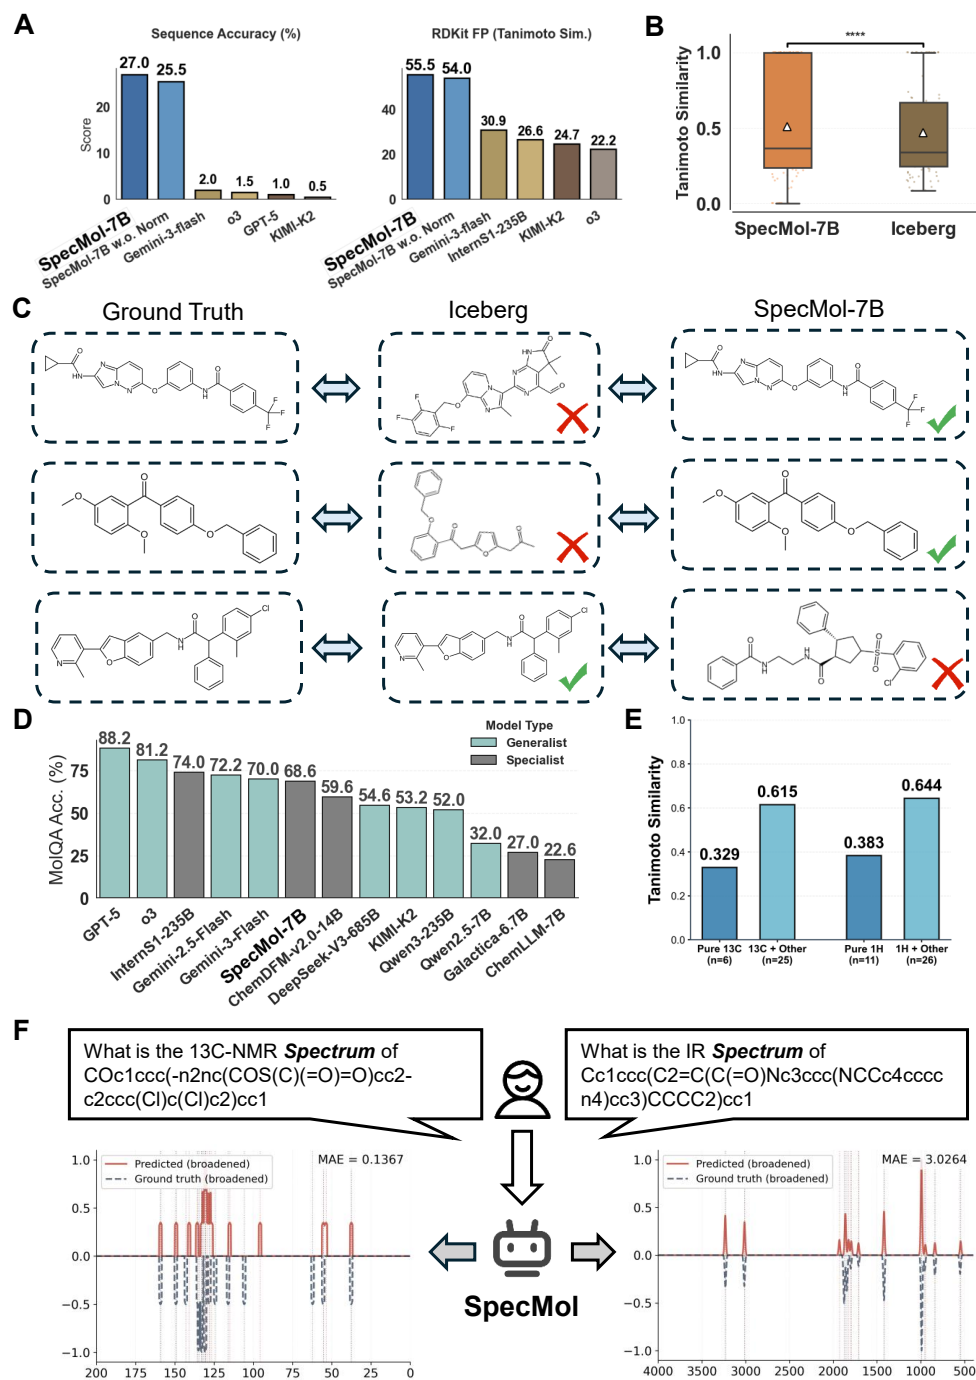 A
Sequence Accuracy (%)
Score
20
10
0
27.0
25.5
2.0
1.5
1.0
0.5
SpecMol-7B
SpecMol-7B w.o. Norm
Gemini-3-flash
o3
GPT-5
KIMI-K2
RDKit FP (Tanimoto Sim.)
40
20
0
55.5
54.0
30.9
26.6
24.7
22.2
SpecMol-7B
SpecMol-7B w.o. Norm
Gemini-3-flash
InternS1-235B
KIMI-K2
o3
B
Tanimoto Similarity
1.0
0.5
0.0
****
SpecMol-7B
Iceberg
C
Ground Truth
Iceberg
SpecMol-7B
D
MolQA Acc. (%)
75
50
25
0
88.2
81.2
74.0
72.2
70.0
68.6
59.6
54.6
53.2
52.0
32.0
27.0
22.6
Model Type
Generalist
Specialist
GPT-5
o3
InternS1-235B
Gemini-2.5-Flash
Gemini-3-Flash
SpecMol-7B
ChemDFM-v2.0-14B
DeepSeek-V3-685B
KIMI-K2
Qwen3-235B
Qwen2.5-7B
Galactica-6.7B
ChemLLM-7B
E
Tanimoto Similarity
1.0
0.8
0.6
0.4
0.2
0.0
0.329
0.615
0.383
0.644
Pure 13C
(n=6)
13C + Other
(n=25)
Pure 1H
(n=11)
1H + Other
(n=26)
F
What is the 13C-NMR Spectrum of
COc1ccc(-n2nc(COS(C)(=O)=O)cc2-
c2ccc(Cl)c(Cl)c2)cc1
What is the IR Spectrum of
Cc1ccc(C2=C(C(=O)Nc3ccc(NCCc4cccc
n4)cc3)CCCC2)cc1
Predicted (broadened)
Ground truth (broadened)
MAE = 0.1367
1.0
0.5
0.0
−0.5
−1.0
200 175 150 125 100 75 50 25 0
SpecMol
Predicted (broadened)
Ground truth (broadened)
MAE = 3.0264
1.0
0.5
0.0
−0.5
−1.0
4000 3500 3000 2500 2000 1500 1000 500